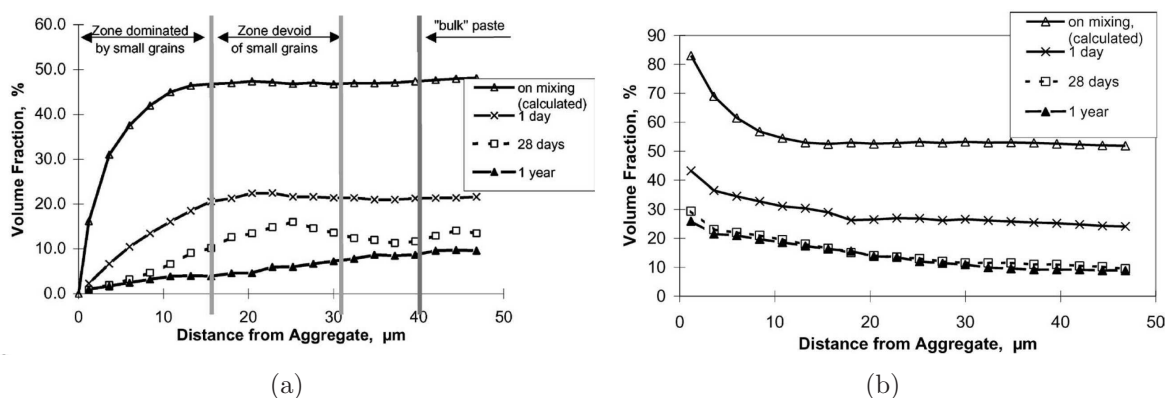 60.0
50.0
40.0
30.0
20.0
10.0
0.0
Volume Fraction, %
Zone dominated
by small grains
Zone devoid
of small grains
"bulk" paste
on mixing
(calculated)
1 day
28 days
1 year
0
10
20
30
40
50
Distance from Aggregate, µm
(a)
90
80
70
60
50
40
30
20
10
0
Volume Fraction, %
on mixing,
(calculated)
1 day
28 days
1 year
0
10
20
30
40
50
Distance from Aggregate, µm
(b)